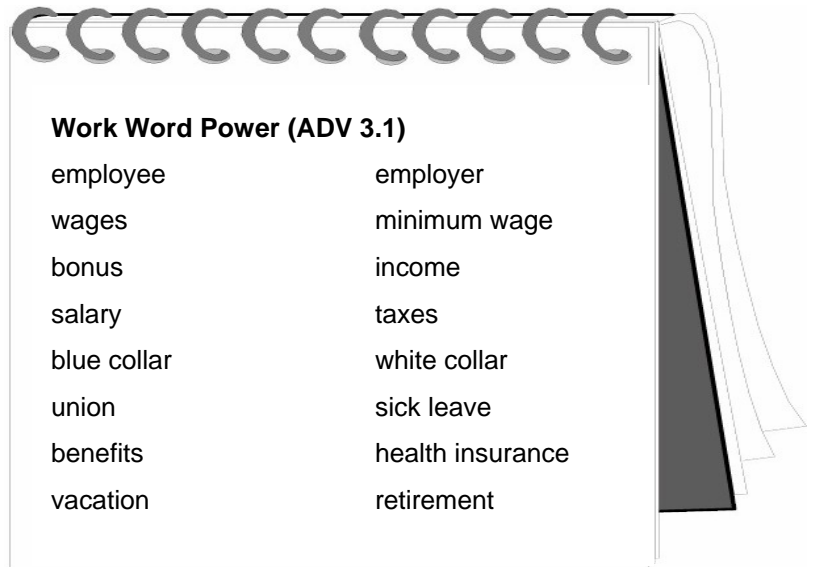 Work Word Power (ADV 3.1)
employee employer
wages minimum wage
bonus income
salary taxes
blue collar white collar
union sick leave
benefits health insurance
vacation retirement